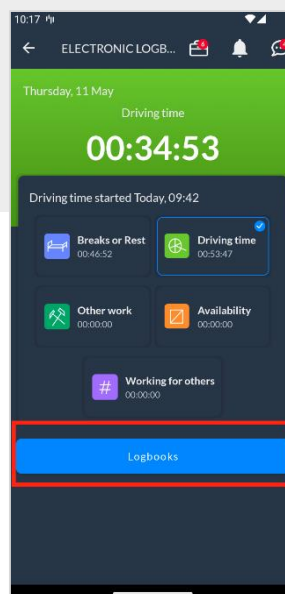 10:17
ELECTRONIC LOGB...
6
Thursday, 11 May
Driving time
00:34:53
Driving time started Today, 09:42
Breaks or Rest
00:46:52
Driving time
00:53:47
Other work
00:00:00
Availability
00:00:00
#
Working for others
00:00:00
Logbooks